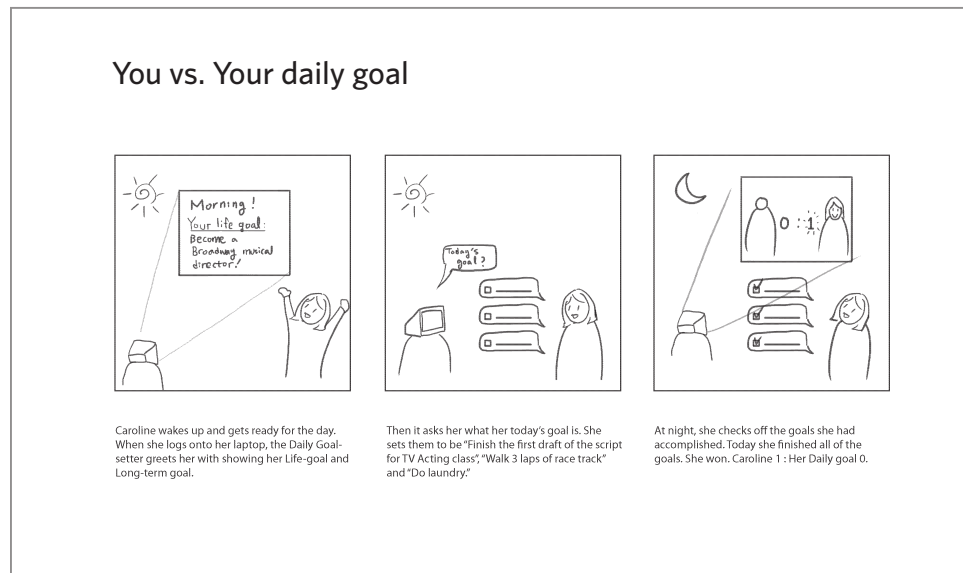 You vs. Your daily goal
Morning!
Your life goal:
Become a
Broadway musical
director!
Today's
goal?
0 : 1
Caroline wakes up and gets ready for the day.
When she logs onto her laptop, the Daily Goal-
setter greets her with showing her Life-goal and
Long-term goal.
Then it asks her what her today's goal is. She
sets them to be "Finish the first draft of the script
for TV Acting class", "Walk 3 laps of race track"
and "Do laundry."
At night, she checks off the goals she had
accomplished. Today she finished all of the
goals. She won. Caroline 1 : Her Daily goal 0.